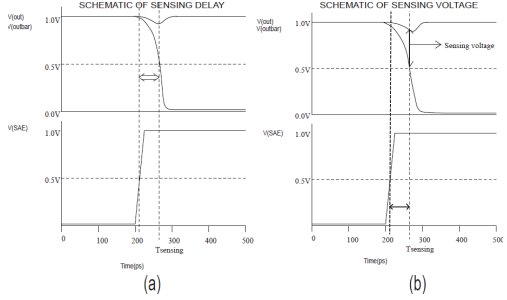 SCHEMATIC OF SENSING DELAY
V(out)
V(outbar)
1.0V
0.5V
0.0V
V(SAE)
1.0V
0.5V
0 100 200 300 400 500
Tsensing
Time(ps)
(a)
SCHEMATIC OF SENSING VOLTAGE
V(out)
V(outbar)
1.0V
Sensing voltage
0.5V
0.0V
V(SAE)
1.0V
0.5V
0 100 200 300 400 500
Tsensing
Time(ps)
(b)